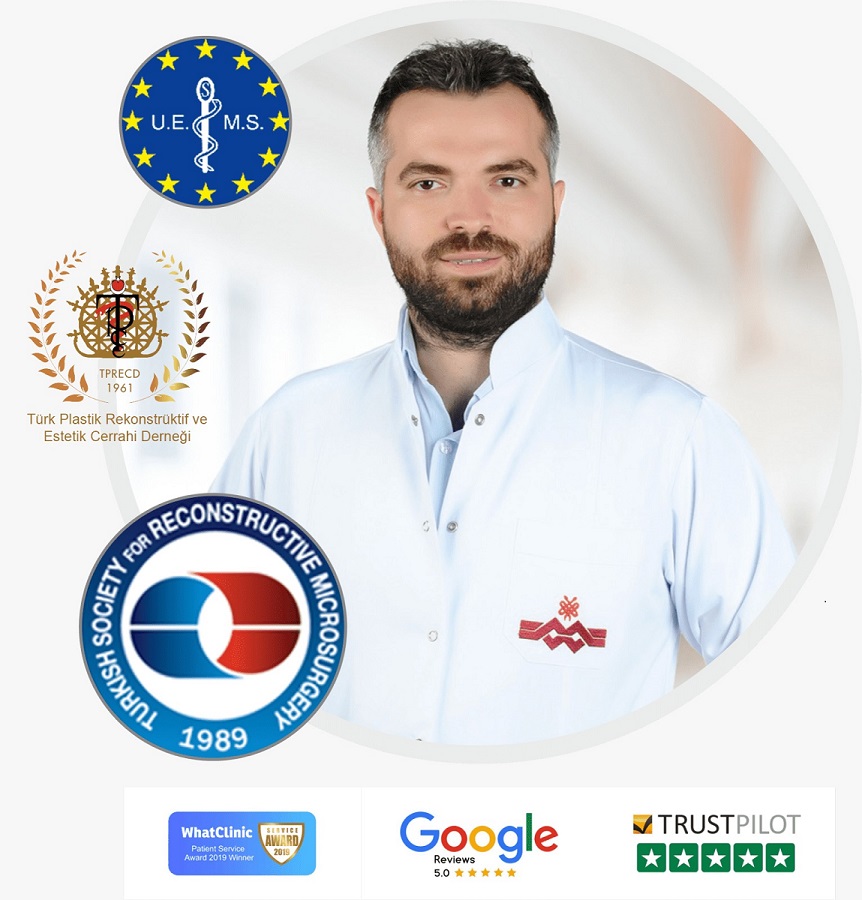 U.E. M.S.
S
TPRECD
1961
Türk Plastik Rekonstrüktif ve
Estetik Cerrahi Derneği
TURKISH SOCIETY FOR RECONSTRUCTIVE MICROSURGERY
1989
WhatClinic
Patient Service
Award 2019 Winner
SERVICE
AWARD
2019
Google
Reviews
5.0
TRUSTPILOT